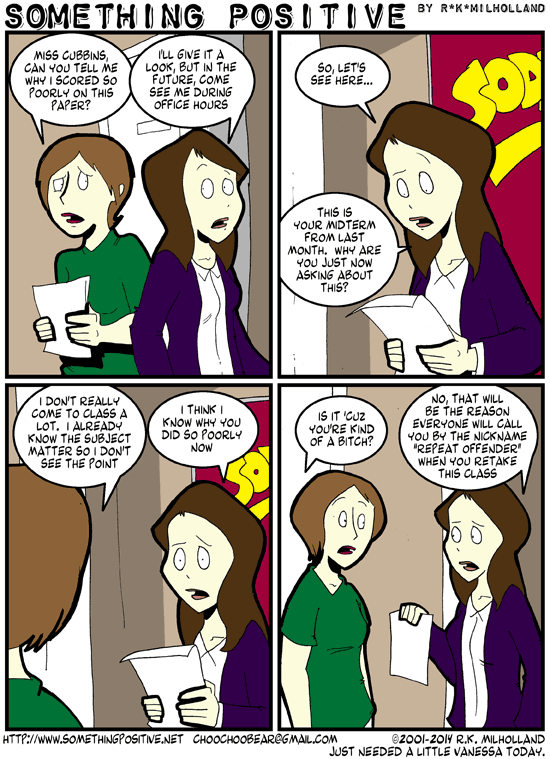 SOMETHING POSITIVE BY R*K*MILHOLLAND
MISS CUBBINS,
CAN YOU TELL ME
WHY I SCORED SO
POORLY ON THIS
PAPER?
I'LL GIVE IT A
LOOK, BUT IN THE
FUTURE, COME
SEE ME DURING
OFFICE HOURS
SO, LET'S
SEE HERE...
SODA
THIS IS
YOUR MIDTERM
FROM LAST
MONTH. WHY ARE
YOU JUST NOW
ASKING ABOUT
THIS?
I DON'T REALLY
COME TO CLASS A
LOT. I ALREADY
KNOW THE SUBJECT
MATTER SO I DON'T
SEE THE POINT
I THINK I
KNOW WHY YOU
DID SO POORLY
NOW
SO
IS IT 'CUZ
YOU'RE KIND
OF A BITCH?
NO, THAT WILL
BE THE REASON
EVERYONE WILL CALL
YOU BY THE NICKNAME
"REPEAT OFFENDER"
WHEN YOU RETAKE
THIS CLASS
HTTP://WWW.SOMETHINGPOSITIVE.NET CHOOCHOOBEAR@GMAIL.COM ©2001-2014 R.K. MILHOLLAND
JUST NEEDED A LITTLE VANESSA TODAY.